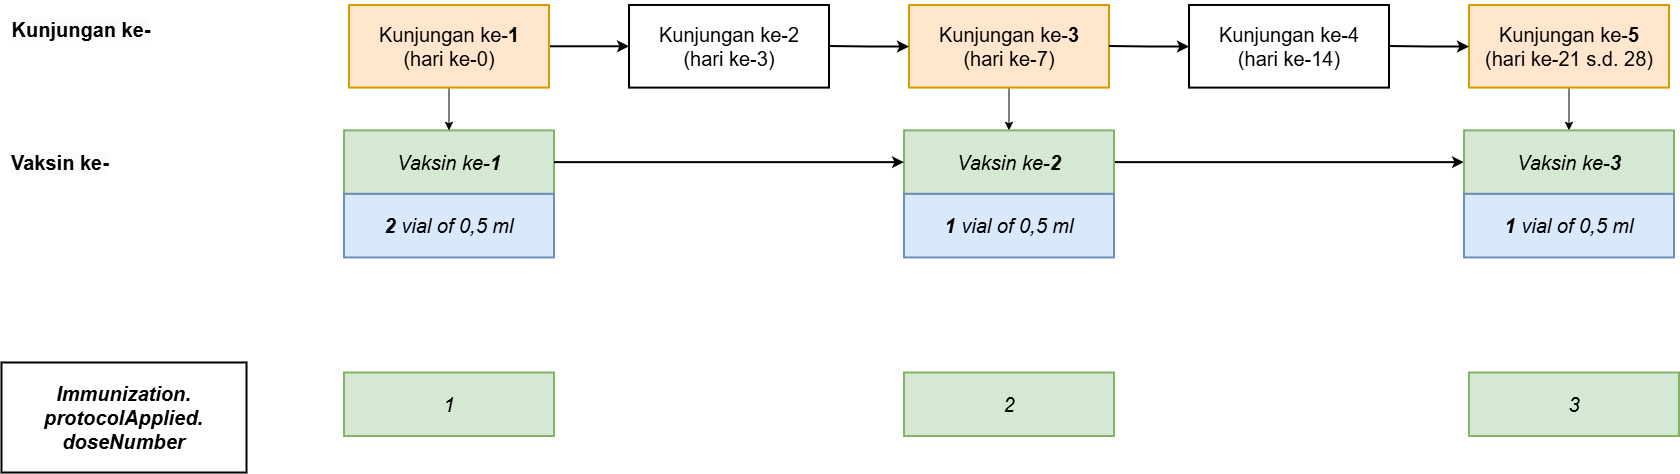 Kunjungan ke-
Kunjungan ke-1
(hari ke-0)
Kunjungan ke-2
(hari ke-3)
Kunjungan ke-3
(hari ke-7)
Kunjungan ke-4
(hari ke-14)
Kunjungan ke-5
(hari ke-21 s.d. 28)
Vaksin ke-
Vaksin ke-1
Vaksin ke-2
Vaksin ke-3
2 vial of 0,5 ml
1 vial of 0,5 ml
1 vial of 0,5 ml
Immunization.
protocolApplied.
doseNumber
1
2
3